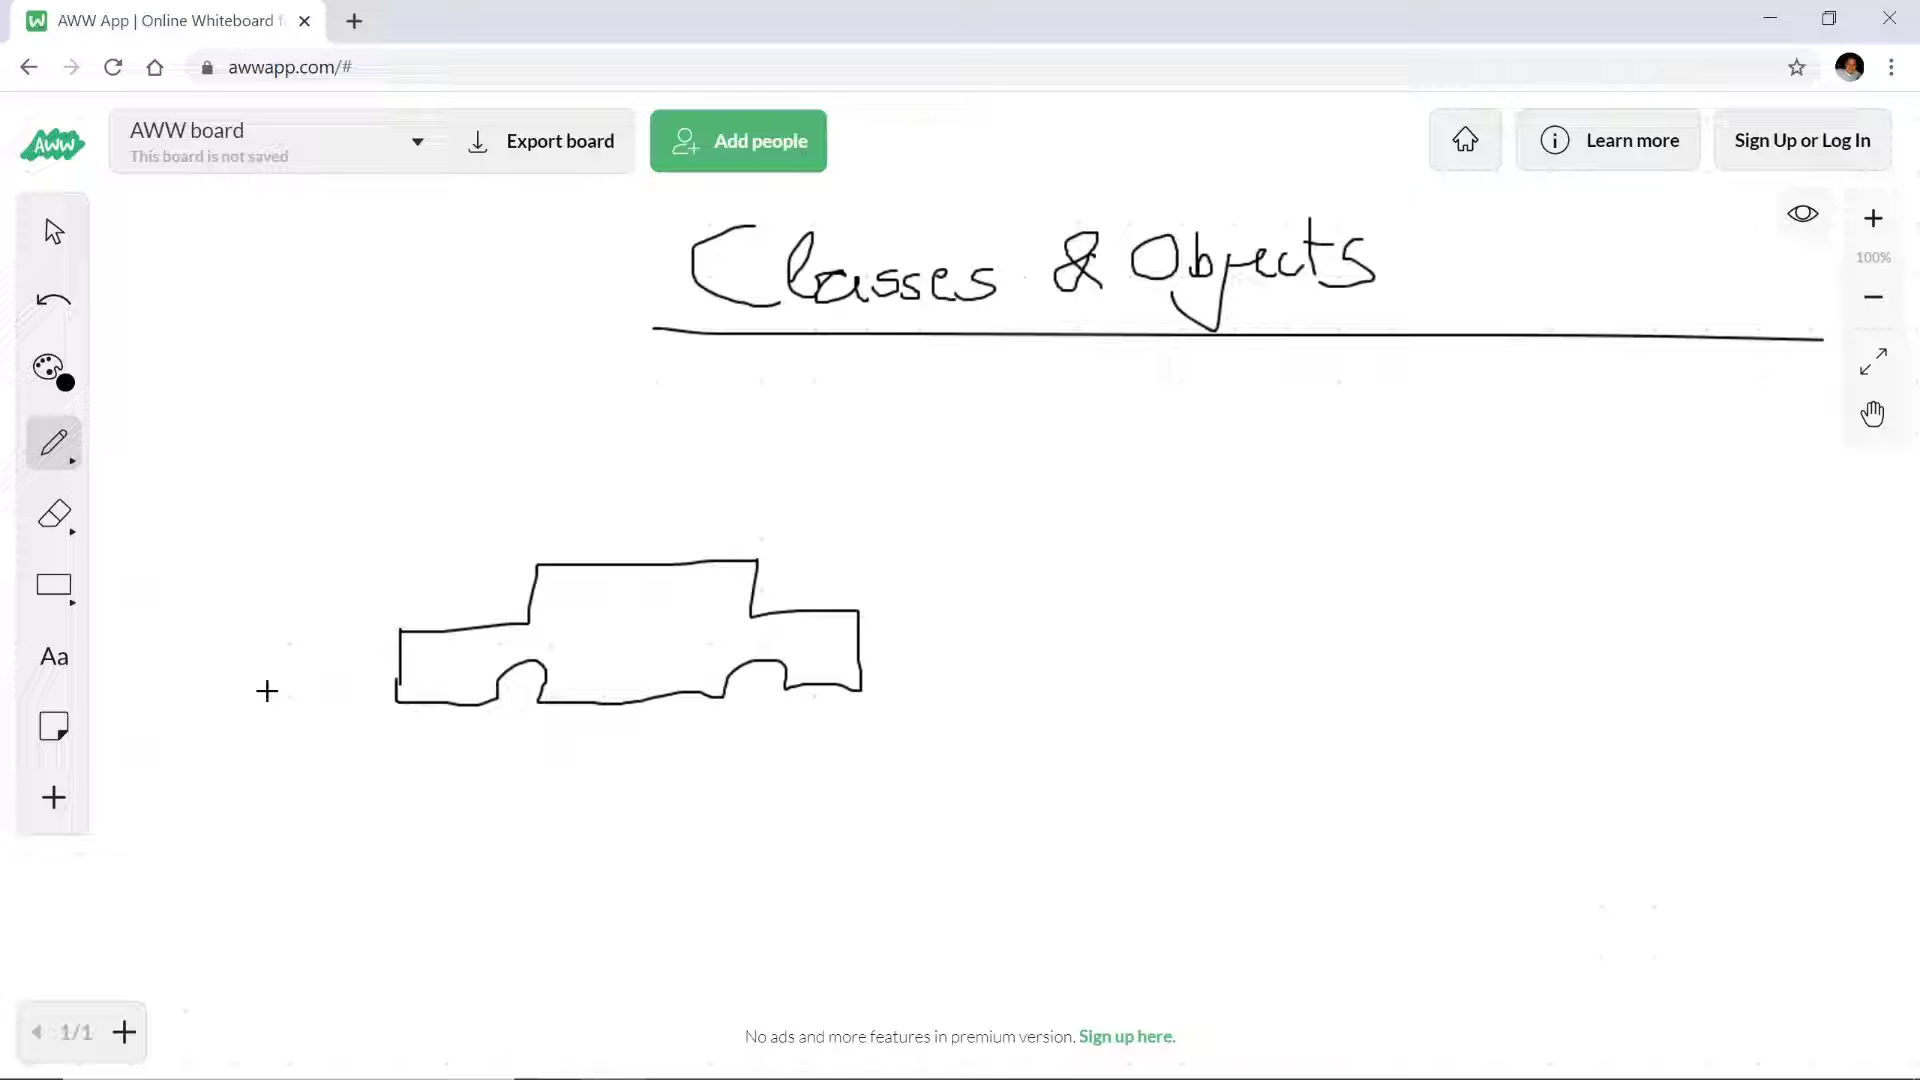 AWW App | Online Whiteboard f
awwapp.com/#
AWW
AWW board
This board is not saved
Export board
Add people
Learn more
Sign Up or Log In
Classes & Objects
100%
Aa
1/1
No ads and more features in premium version. Sign up here.